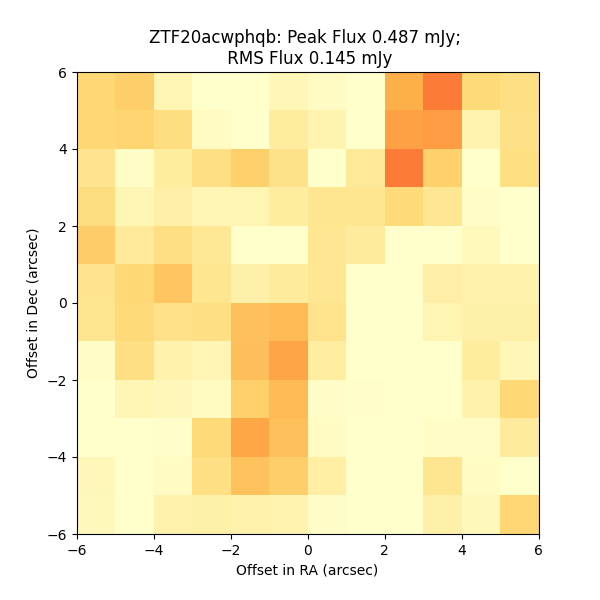 ZTF20acwphqb: Peak Flux 0.487 mJy;
RMS Flux 0.145 mJy
6
4
2
0
−2
−4
−6
Offset in Dec (arcsec)
−6 −4 −2 0 2 4 6
Offset in RA (arcsec)